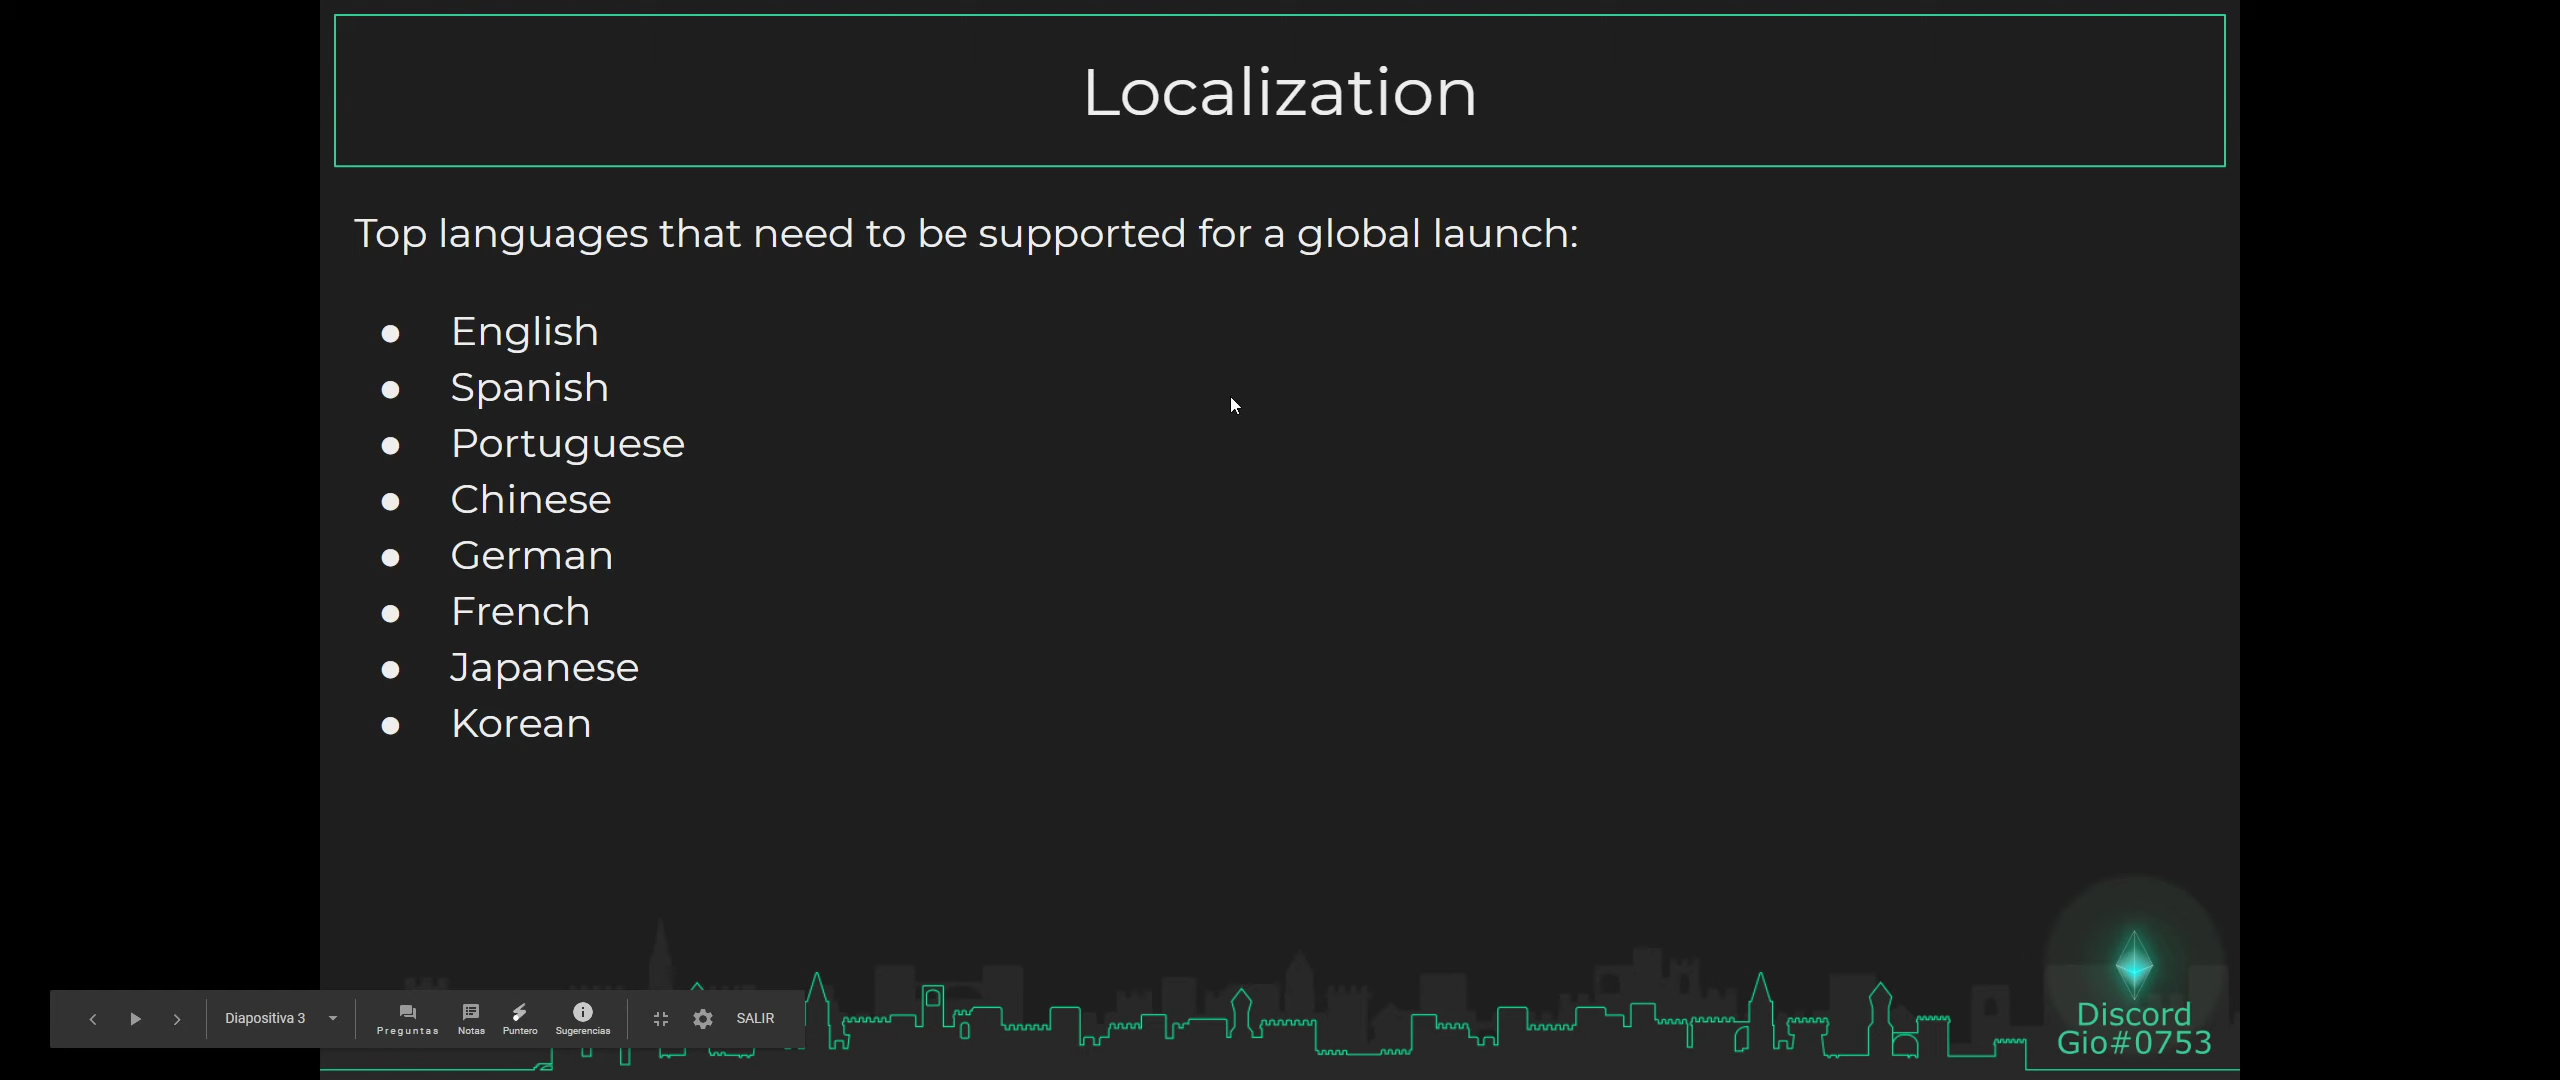 Localization
Top languages that need to be supported for a global launch:
● English
● Spanish
● Portuguese
● Chinese
● German
● French
● Japanese
● Korean
Diapositiva 3
Preguntas
Notas
Puntero
Sugerencias
SALIR
Discord
Gio#0753